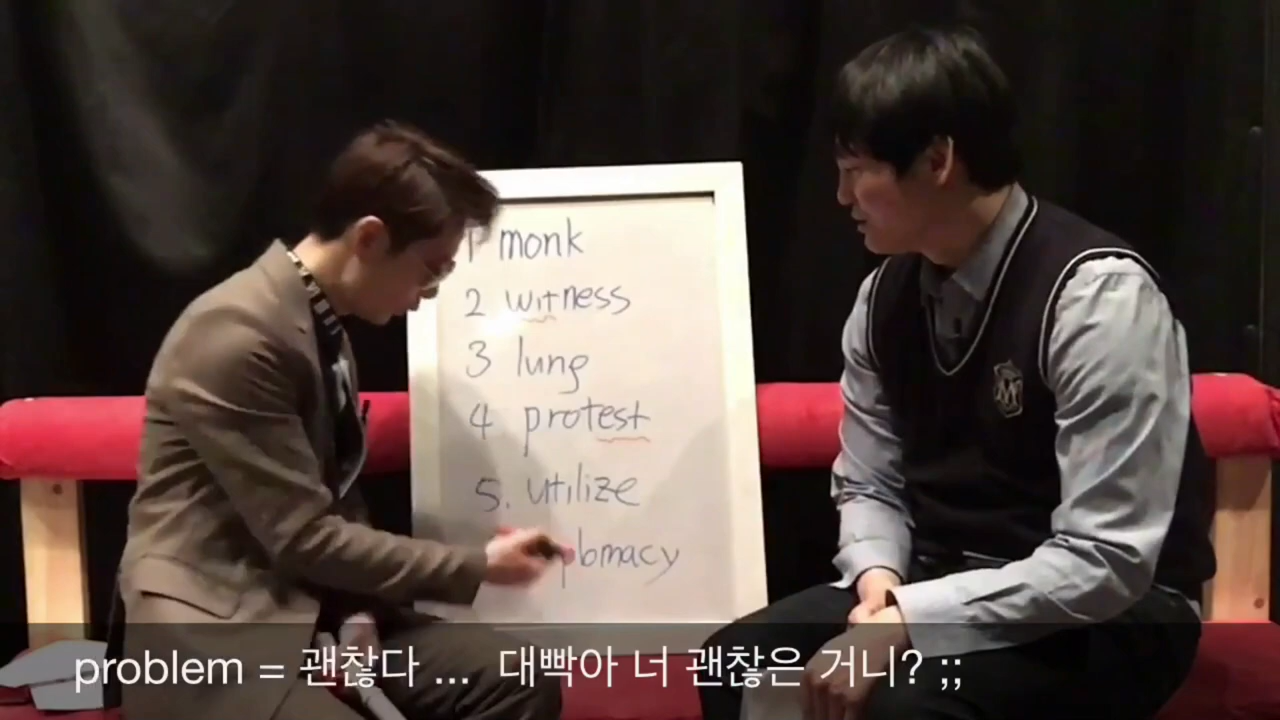 1 monk
2 witness
3 lung
4 protest
5. utilize
problem = 괜찮다 ... 대빡아 너 괜찮은 거니? ;;